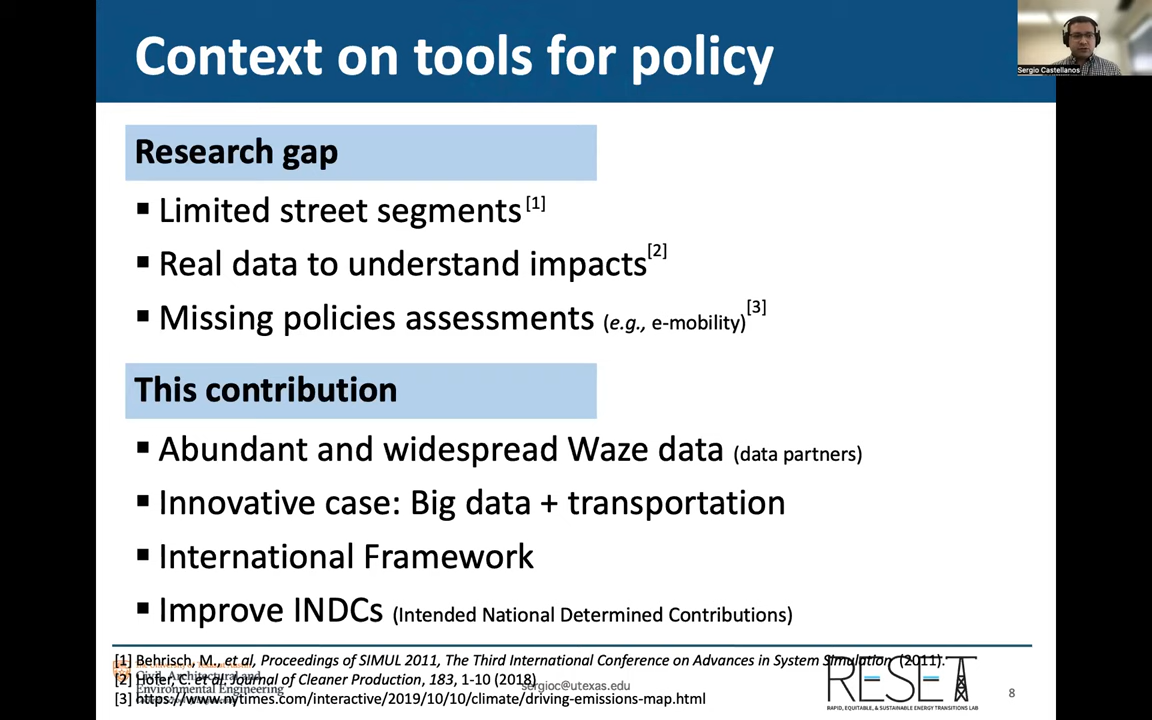 Context on tools for policy
Sergio Castellanos
Research gap
▪ Limited street segments [1]
▪ Real data to understand impacts [2]
▪ Missing policies assessments (e.g., e-mobility) [3]
This contribution
▪ Abundant and widespread Waze data (data partners)
▪ Innovative case: Big data + transportation
▪ International Framework
▪ Improve INDCs (Intended National Determined Contributions)
[1] Behrisch, M., et al, Proceedings of SIMUL 2011, The Third International Conference on Advances in System Simulation (2011).
Civil, Architectural and
[2] Hofer, C. et al, Journal of Cleaner Production, 183, 1-10 (2018)
Environmental Engineering
sergioc@utexas.edu
[3] https://www.nytimes.com/interactive/2019/10/10/climate/driving-emissions-map.html
RESET
RAPID, EQUITABLE, & SUSTAINABLE ENERGY TRANSITIONS LAB
8